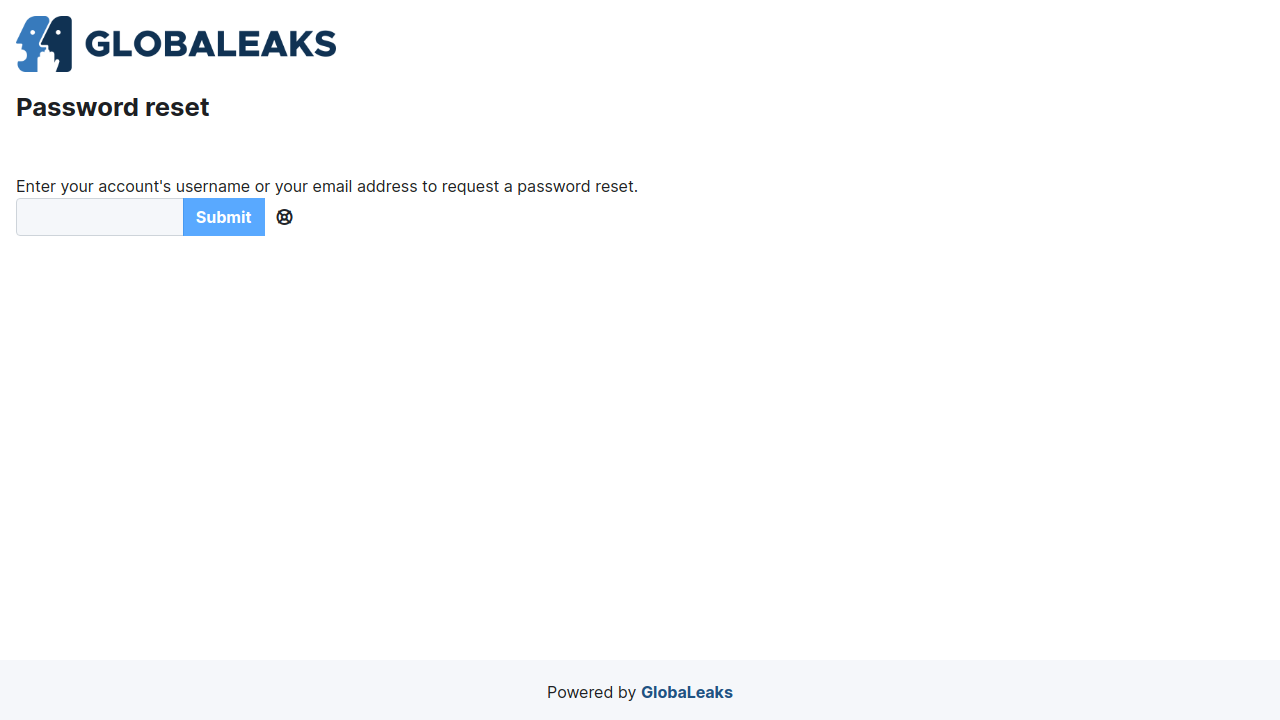 GLOBALEAKS
Password reset
Enter your account's username or your email address to request a password reset.
Submit
Powered by GlobaLeaks